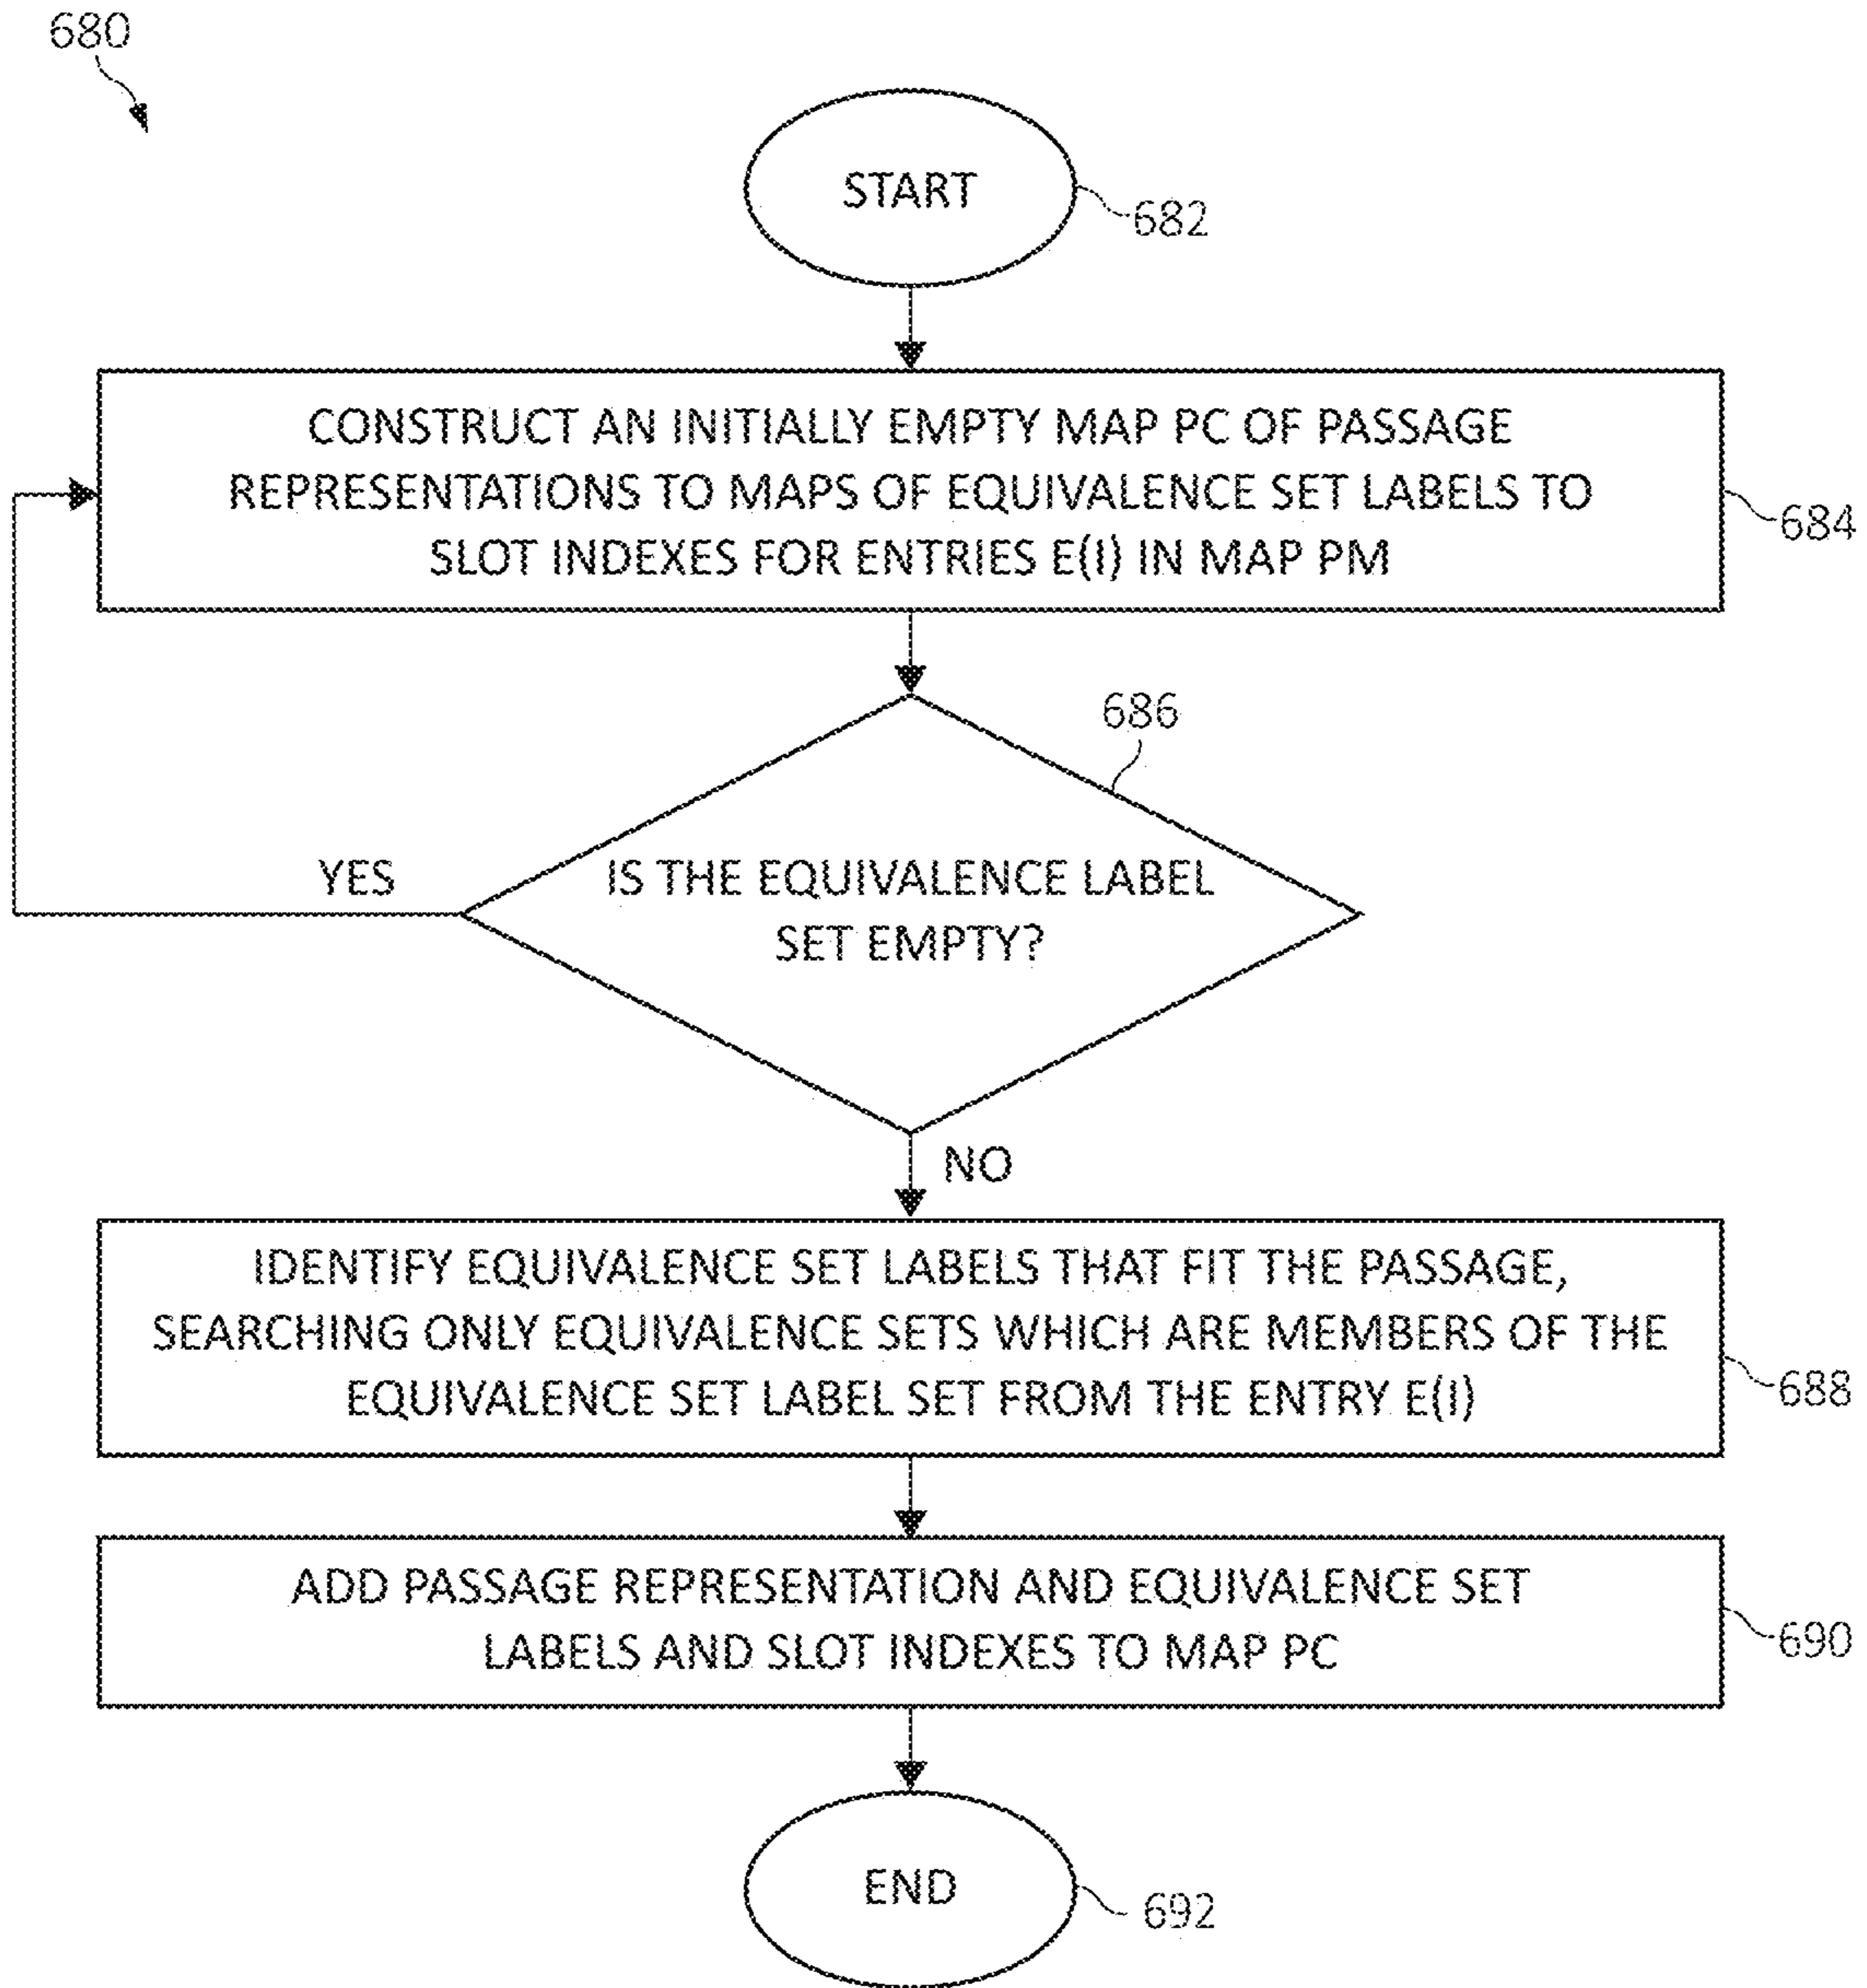 680
START
682
CONSTRUCT AN INITIALLY EMPTY MAP PC OF PASSAGE
REPRESENTATIONS TO MAPS OF EQUIVALENCE SET LABELS TO
SLOT INDEXES FOR ENTRIES E(I) IN MAP PM
684
686
YES
IS THE EQUIVALENCE LABEL
SET EMPTY?
NO
IDENTIFY EQUIVALENCE SET LABELS THAT FIT THE PASSAGE,
SEARCHING ONLY EQUIVALENCE SETS WHICH ARE MEMBERS OF THE
EQUIVALENCE SET LABEL SET FROM THE ENTRY E(I)
688
ADD PASSAGE REPRESENTATION AND EQUIVALENCE SET
LABELS AND SLOT INDEXES TO MAP PC
690
END
692